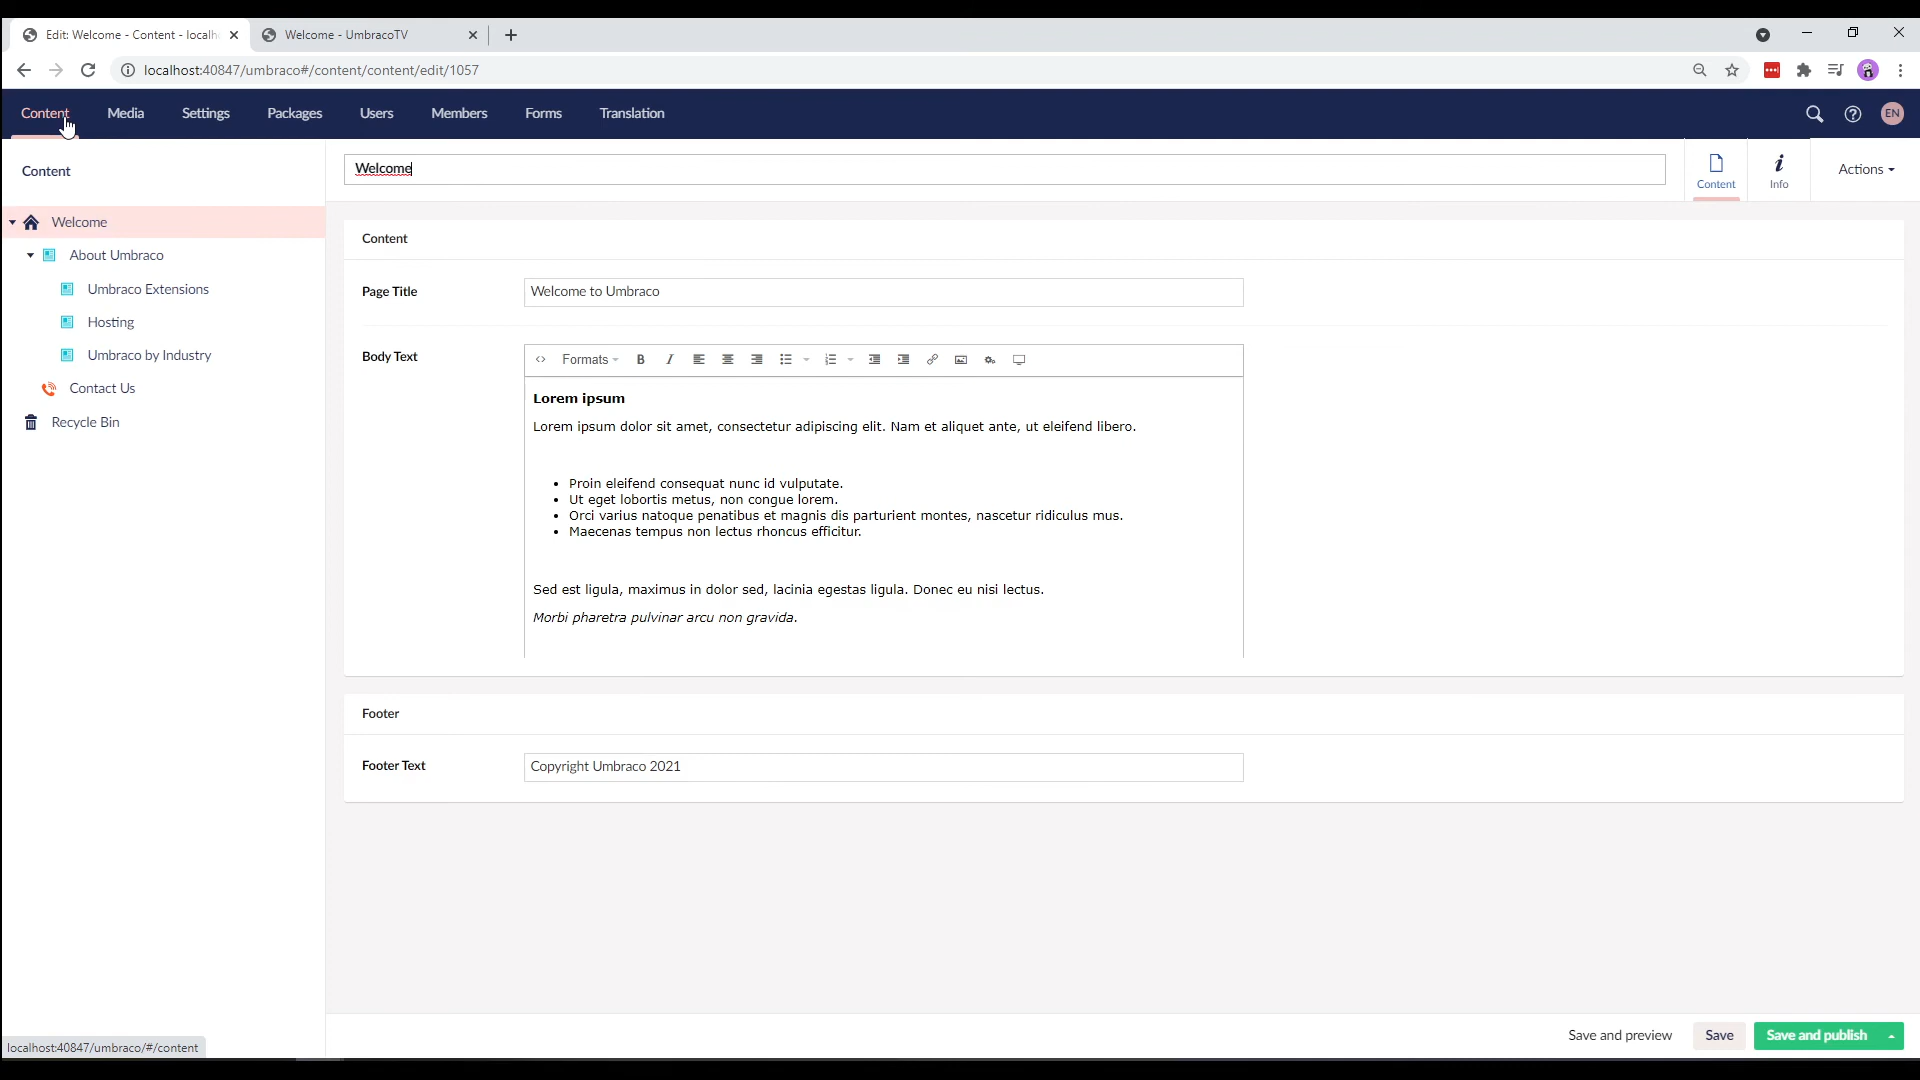 Edit: Welcome - Content - localh
Welcome - UmbracoTV
localhost:40847/umbraco#/content/content/edit/1057
Content Media Settings Packages Users Members Forms Translation
EN
Content
Welcome
Content
Info
Actions
Welcome
About Umbraco
Umbraco Extensions
Hosting
Umbraco by Industry
Contact Us
Recycle Bin
Content
Page Title
Welcome to Umbraco
Body Text
Formats
B I
Lorem ipsum
Lorem ipsum dolor sit amet, consectetur adipiscing elit. Nam et aliquet ante, ut eleifend libero.
Proin eleifend consequat nunc id vulputate.
Ut eget lobortis metus, non congue lorem.
Orci varius natoque penatibus et magnis dis parturient montes, nascetur ridiculus mus.
Maecenas tempus non lectus rhoncus efficitur.
Sed est ligula, maximus in dolor sed, lacinia egestas ligula. Donec eu nisi lectus.
Morbi pharetra pulvinar arcu non gravida.
Footer
Footer Text
Copyright Umbraco 2021
Save and preview
Save
Save and publish
localhost:40847/umbraco/#/content